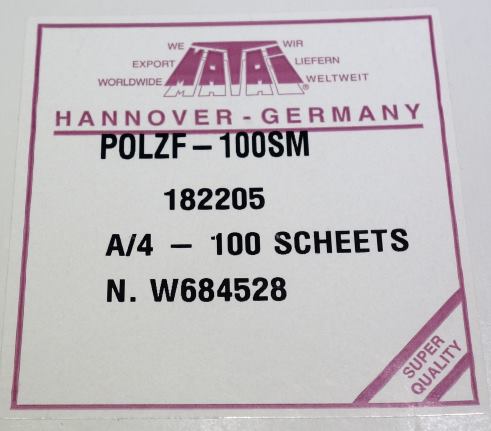 WE WIR
EXPORT MATAI LIEFERN
WORLDWIDE ® WELTWEIT
HANNOVER - GERMANY
POLZF - 100SM
182205
A/4 - 100 SCHEETS
N. W684528
SUPER
QUALITY